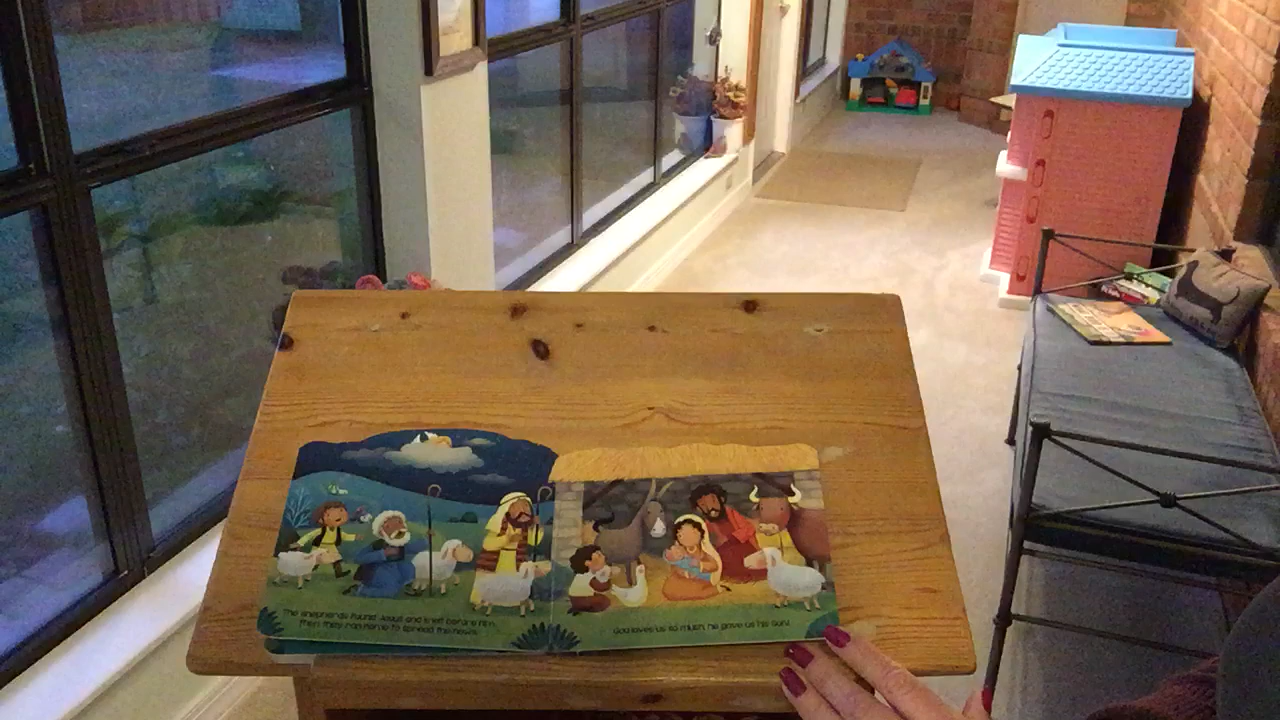 The shepherds found Jesus and knelt before him,
then they ran home to spread the news.
God loves us so much, he gave us his Son!